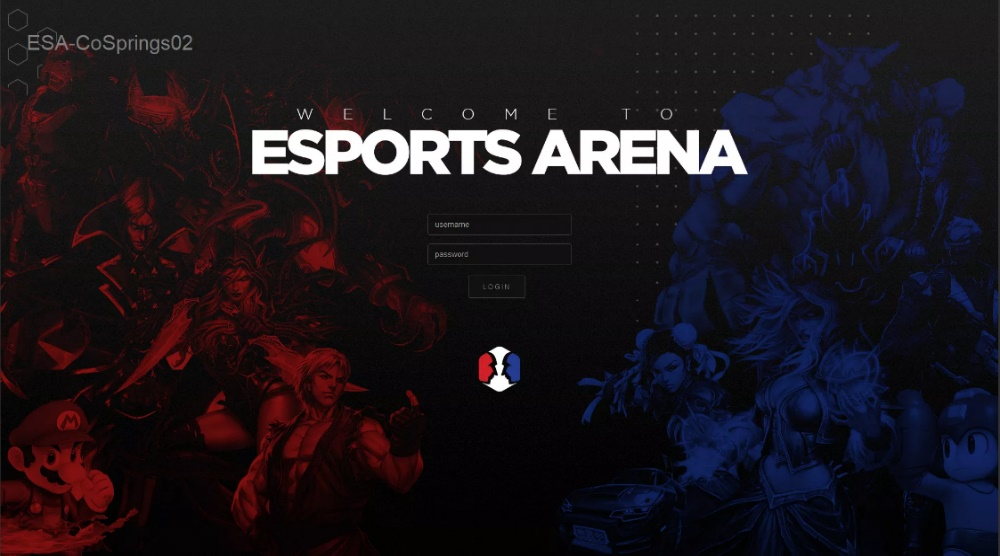 ESA-CoSprings02
WELCOME TO
ESPORTS ARENA
username
password
LOGIN
M